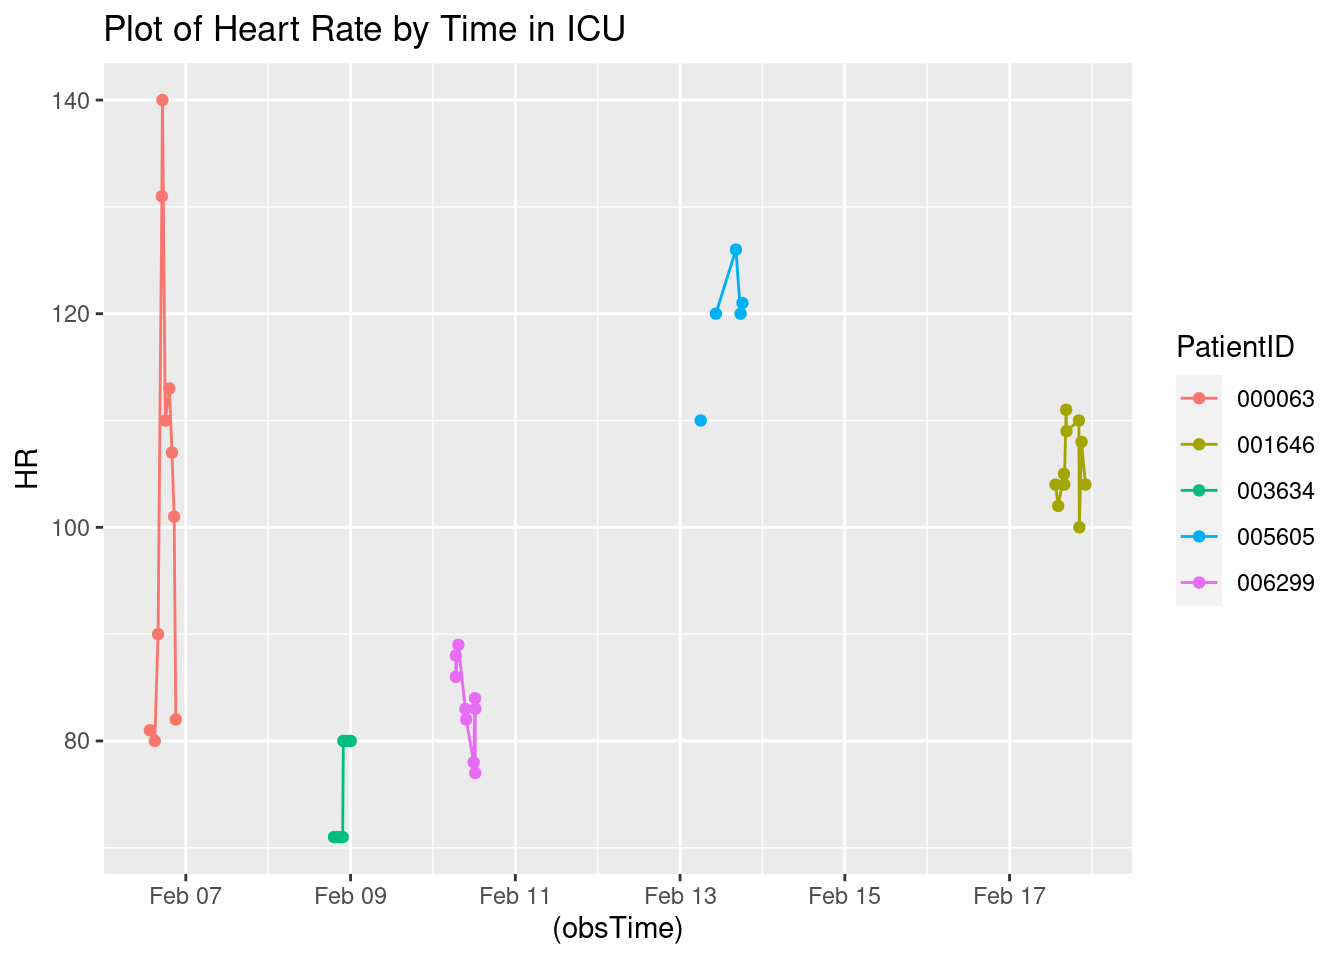 Plot of Heart Rate by Time in ICU
140
120
100
80
HR
Feb 07
Feb 09
Feb 11
Feb 13
Feb 15
Feb 17
(obsTime)
PatientID
000063
001646
003634
005605
006299